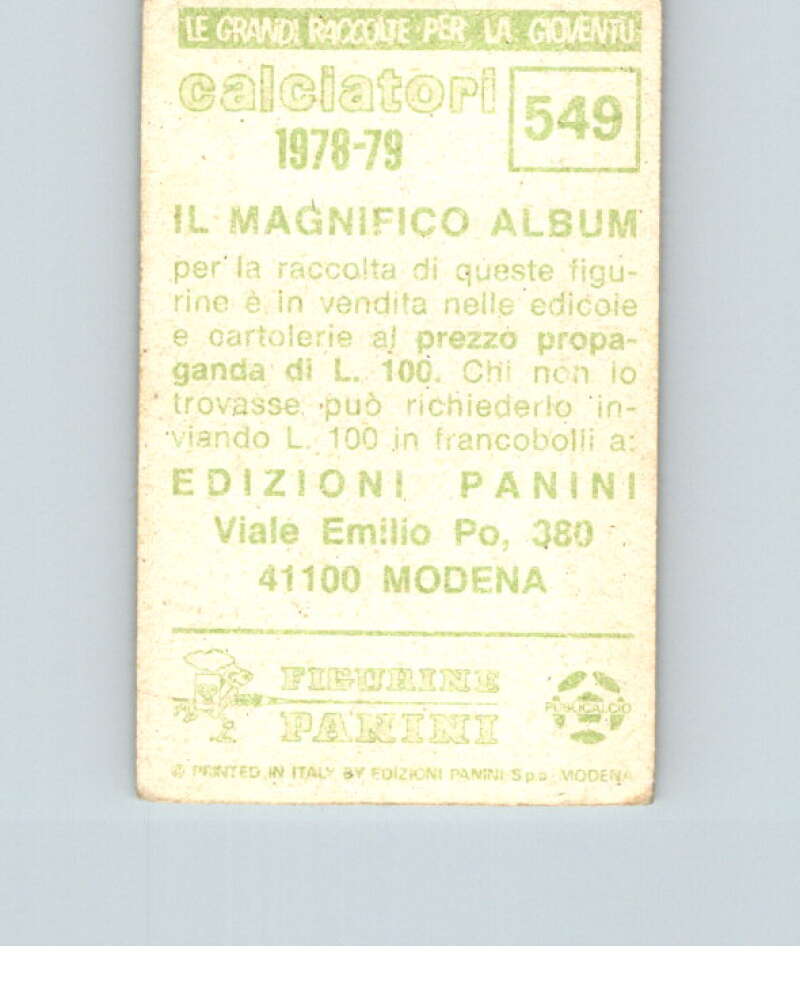 LE GRANDI RACCOLTE PER LA GIOVENTÙ
calciatori
1978-79
549
IL MAGNIFICO ALBUM
per la raccolta di queste figu-
rine è in vendita nelle edicole
e cartolerie al prezzo propa-
ganda di L. 100. Chi non lo
trovasse può richiederlo in-
viando L. 100 in francobolli a:
EDIZIONI PANINI
Viale Emilio Po, 380
41100 MODENA
FIGURINE
PANINI
PUBLICALCIO
© PRINTED IN ITALY BY EDIZIONI PANINI S.p.a. MODENA